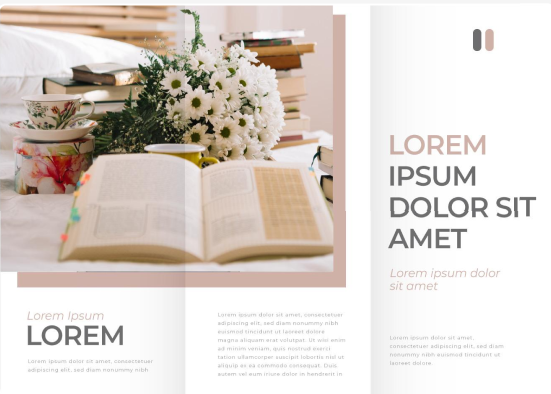 Lorem Ipsum
LOREM
Lorem ipsum dolor sit amet, consectetuer
adipiscing elit, sed diam nonummy nibh
Lorem ipsum dolor sit amet, consectetuer
adipiscing elit, sed diam nonummy nibh
euismod tincidunt ut laoreet dolore
magna aliquam erat volutpat. Ut wisi enim
ad minim veniam, quis nostrud exerci
tation ullamcorper suscipit lobortis nisl ut
aliquip ex ea commodo consequat. Duis
autem vel eum iriure dolor in hendrerit in
LOREM
IPSUM
DOLOR SIT
AMET
Lorem ipsum dolor
sit amet
Lorem ipsum dolor sit amet,
consectetuer adipiscing elit, sed diam
nonummy nibh euismod tincidunt ut
laoreet dolore